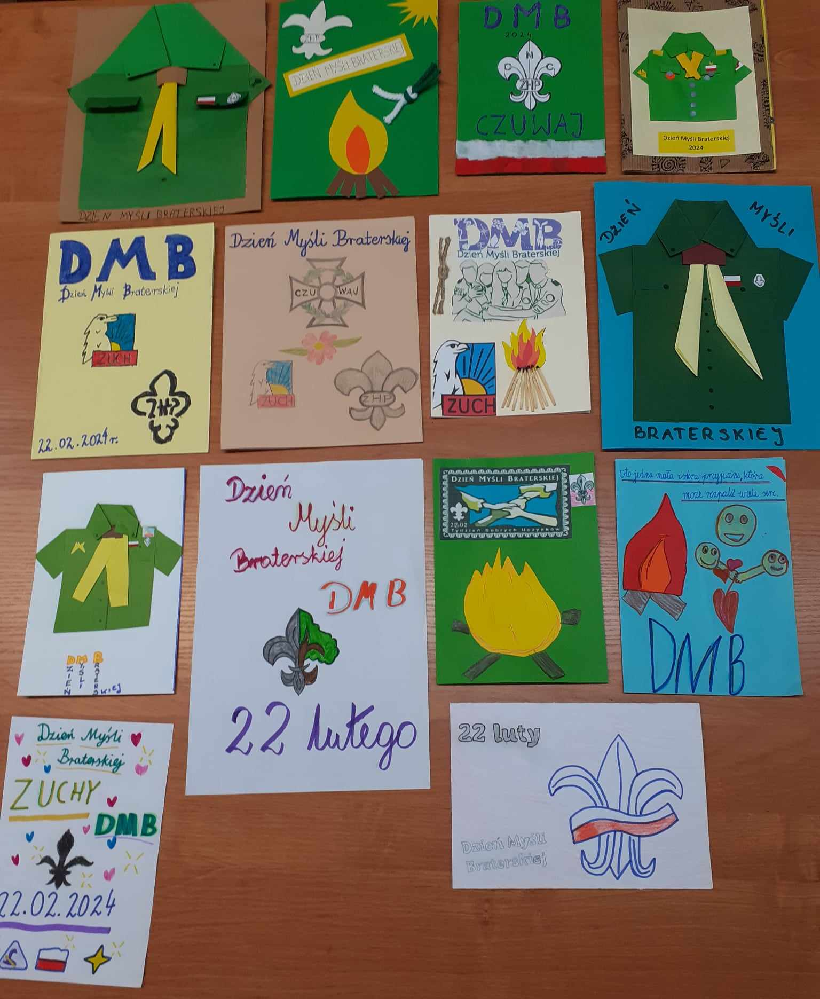 DZIEŃ MYŚLI BRATERSKIEJ
ZHP
DZIEŃ MYŚLI BRATERSKIEJ
DMB
2024
N
O C
ZHP
CZUWAJ
Dzień Myśli Braterskiej
2024
DMB
Dzień Myśli Braterskiej
ZUCH
ZHP
22.02.2024r.
Dzień Myśli Braterskiej
CZU WAJ
ZUCH
ZHP
DMB
Dzień Myśli Braterskiej
ZUCH
DZIEŃ MYŚLI
BRATERSKIEJ
DMB
DZIEŃ
MYŚLI
BRATERSKIEJ
Dzień
Myśli
Braterskiej
DMB
22 lutego
DZIEŃ MYŚLI BRATERSKIEJ
22.02
Tydzień Dobrych Uczynków
Oto jedna mała iskra przyjaźni, która
może rozpalić wiele serc.
DMB
Dzień Myśli
Braterskiej
ZUCHY
DMB
22.02.2024
22 luty
Dzień Myśli
Braterskiej